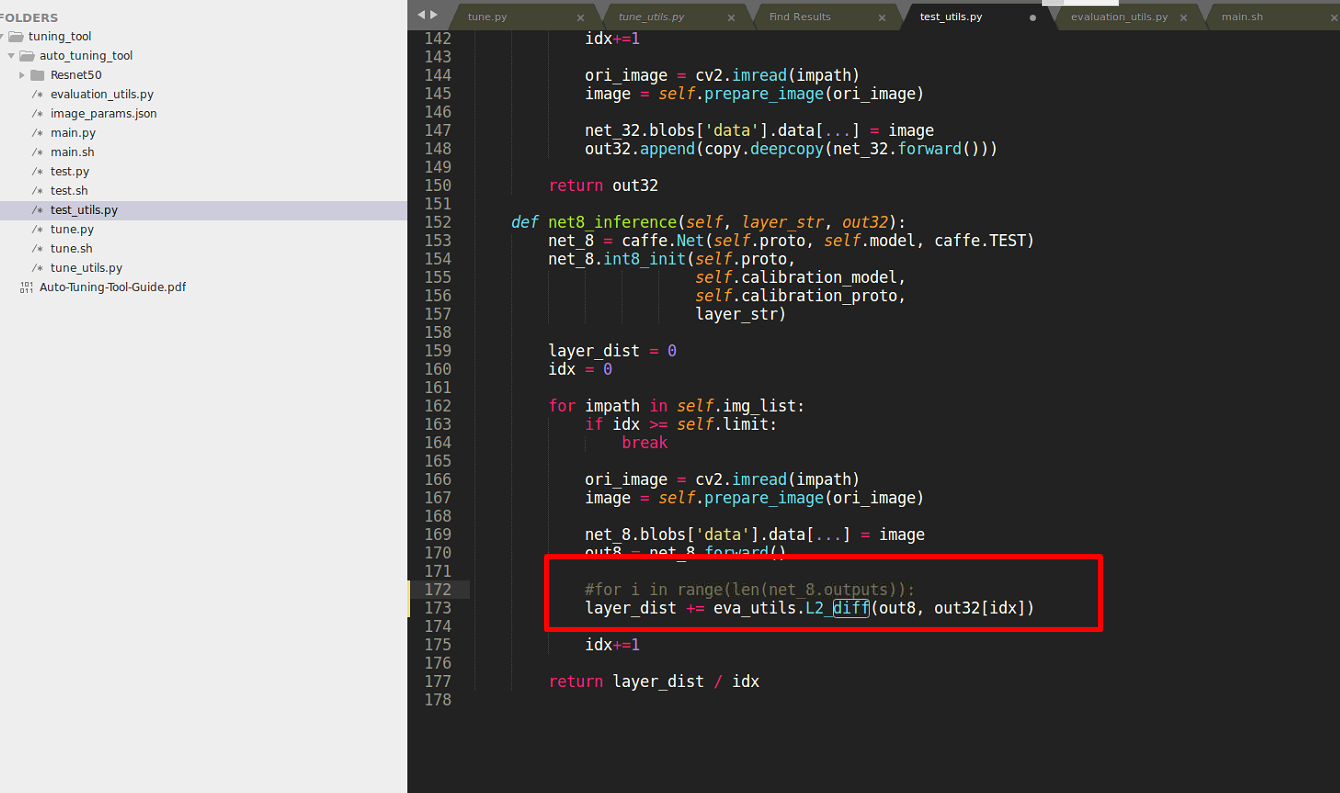 FOLDERS
tuning_tool
auto_tuning_tool
Resnet50
/* evaluation_utils.py
/* image_params.json
/* main.py
/* main.sh
/* test.py
/* test.sh
/* test_utils.py
/* tune.py
/* tune.sh
/* tune_utils.py
Auto-Tuning-Tool-Guide.pdf
tune.py × tune_utils.py × Find Results × test_utils.py evaluation_utils.py × main.sh ×
142 idx+=1
143
144 ori_image = cv2.imread(impath)
145 image = self.prepare_image(ori_image)
146
147 net_32.blobs['data'].data[...] = image
148 out32.append(copy.deepcopy(net_32.forward()))
149
150 return out32
151
152 def net8_inference(self, layer_str, out32):
153 net_8 = caffe.Net(self.proto, self.model, caffe.TEST)
154 net_8.int8_init(self.proto,
155 self.calibration_model,
156 self.calibration_proto,
157 layer_str)
158
159 layer_dist = 0
160 idx = 0
161
162 for impath in self.img_list:
163 if idx >= self.limit:
164 break
165
166 ori_image = cv2.imread(impath)
167 image = self.prepare_image(ori_image)
168
169 net_8.blobs['data'].data[...] = image
170 out8 = net_8.forward()
171
172 #for i in range(len(net_8.outputs)):
173 layer_dist += eva_utils.L2_diff(out8, out32[idx])
174
175 idx+=1
176
177 return layer_dist / idx
178